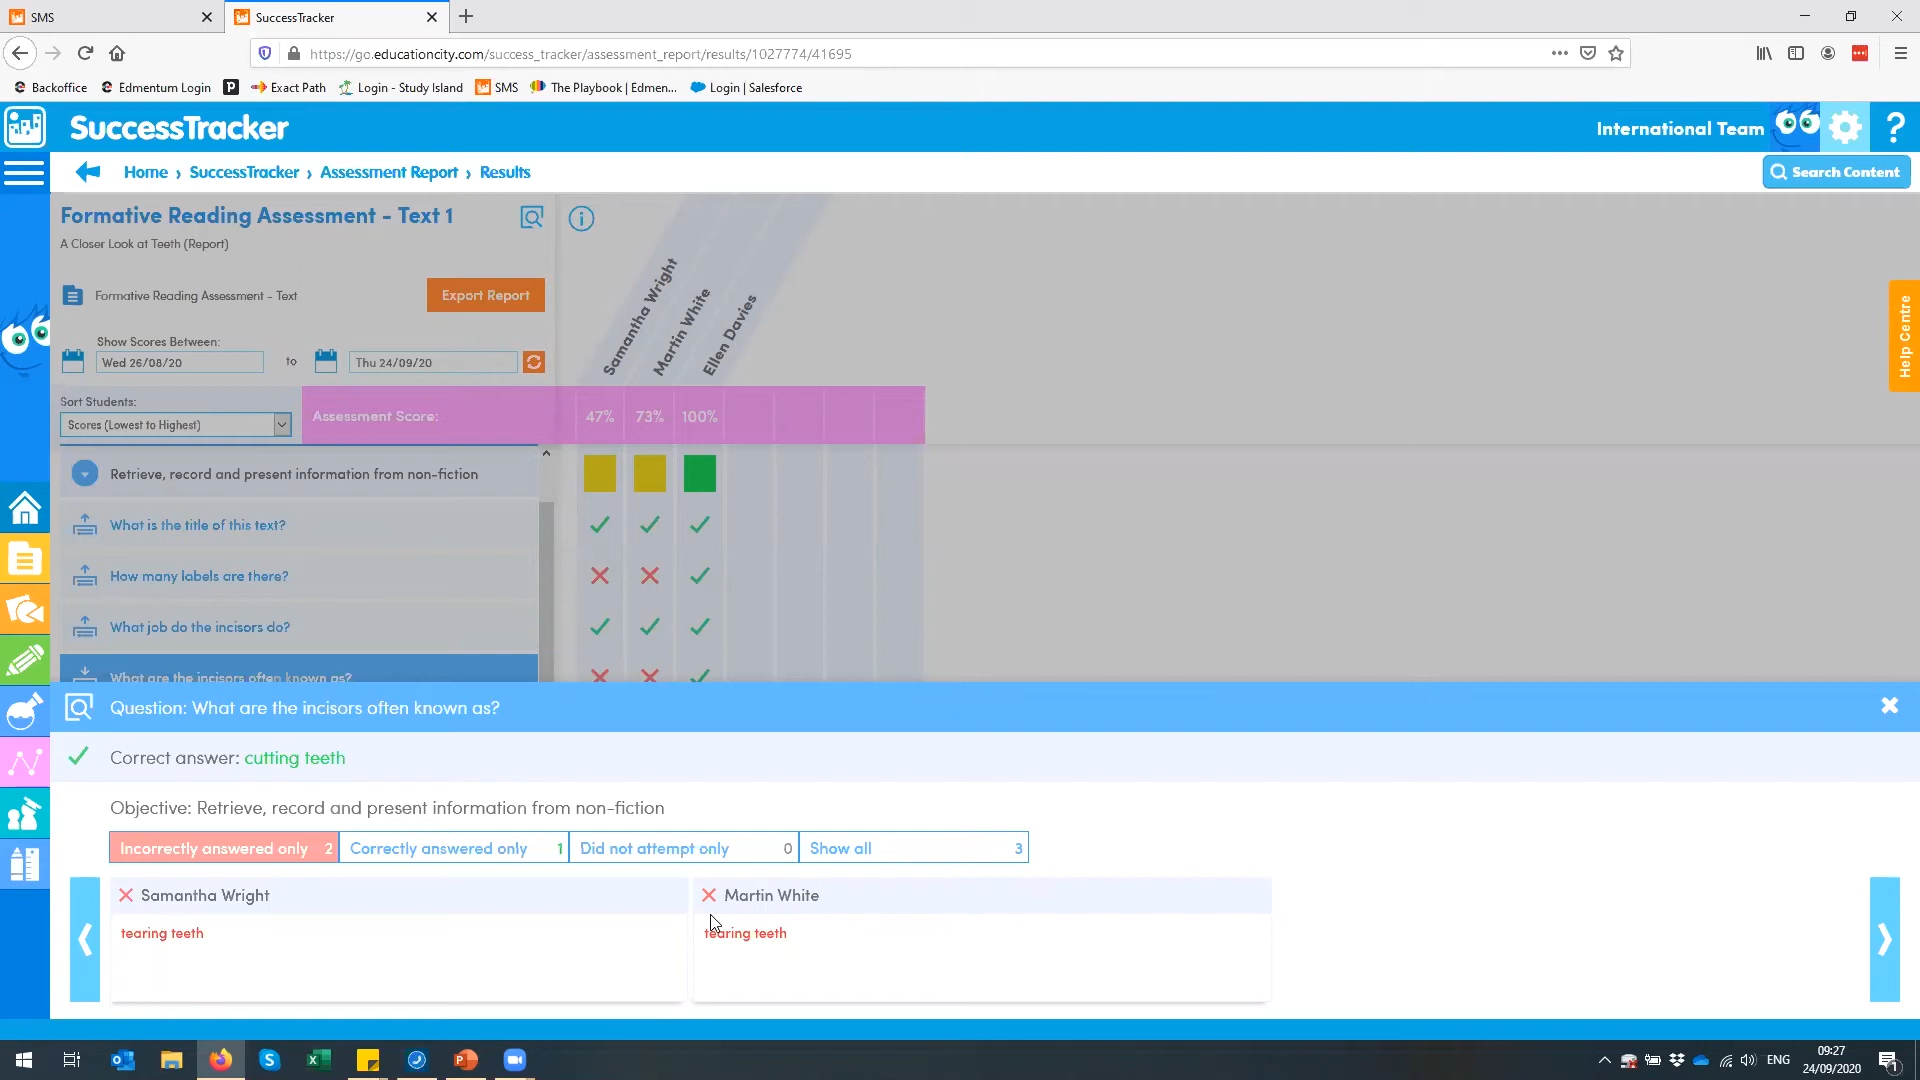 SMS
SuccessTracker
https://go.educationcity.com/success_tracker/assessment_report/results/1027774/41695
Backoffice
Edmentum Login
Exact Path
Login - Study Island
SMS
The Playbook | Edmen...
Login | Salesforce
SuccessTracker
International Team
?
Home › SuccessTracker › Assessment Report › Results
Search Content
Formative Reading Assessment - Text 1
A Closer Look at Teeth (Report)
Formative Reading Assessment - Text
Export Report
Show Scores Between:
Wed 26/08/20
to
Thu 24/09/20
Samantha Wright
Martin White
Ellen Davies
Help Centre
Sort Students:
Scores (Lowest to Highest)
Assessment Score:
47%
73%
100%
Retrieve, record and present information from non-fiction
What is the title of this text?
How many labels are there?
What job do the incisors do?
What are the incisors often known as?
Question: What are the incisors often known as?
Correct answer: cutting teeth
Objective: Retrieve, record and present information from non-fiction
Incorrectly answered only 2
Correctly answered only 1
Did not attempt only 0
Show all 3
Samantha Wright
Martin White
tearing teeth
tearing teeth
ENG
09:27
24/09/2020
1